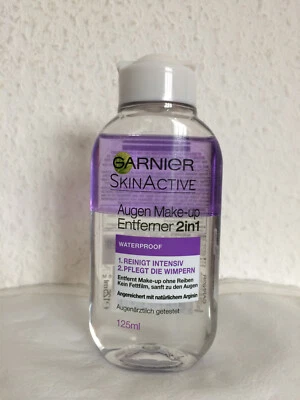 GARNIER
SKINACTIVE
Augen Make-up
Entferner 2in1
WATERPROOF
1.REINIGT INTENSIV
2.PFLEGT DIE WIMPERN
Entfernt Make-up ohne Reiben
Kein Fettfilm, sanft zu den Augen
Angereichert mit natürlichem Arginin
Augenärztlich getestet
125ml